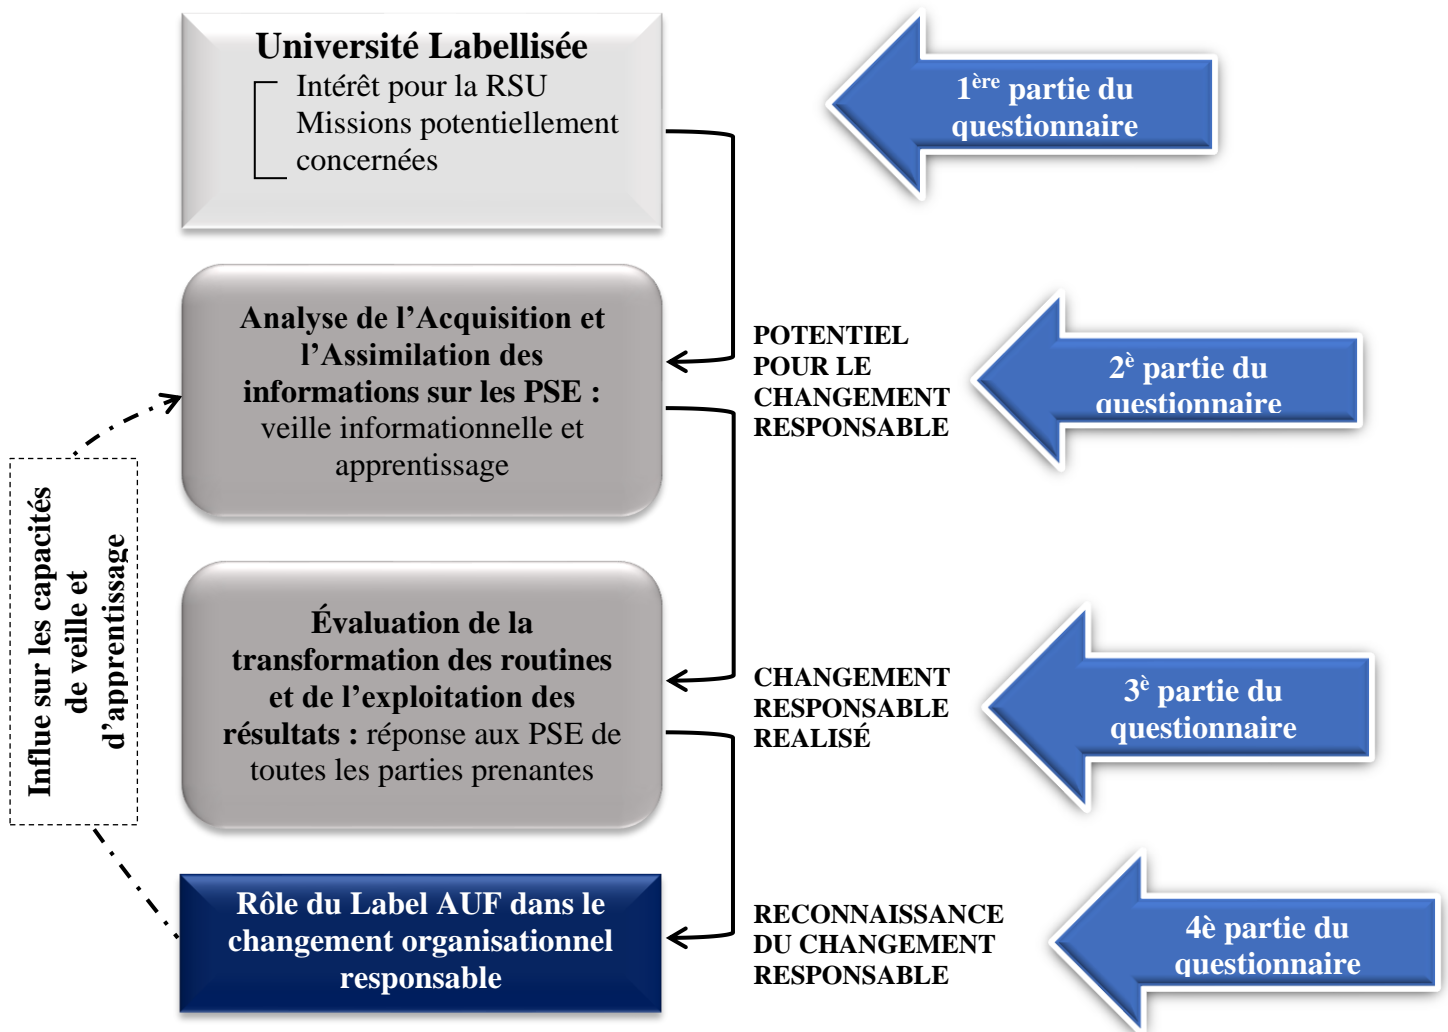 Université Labellisée
Intérêt pour la RSU
Missions potentiellement
concernées
1ère partie du
questionnaire
Analyse de l’Acquisition et
l’Assimilation des
informations sur les PSE :
veille informationnelle et
apprentissage
POTENTIEL
POUR LE
CHANGEMENT
RESPONSABLE
2è partie du
questionnaire
Influe sur les capacités
de veille et
d’apprentissage
Évaluation de la
transformation des routines
et de l’exploitation des
résultats : réponse aux PSE de
toutes les parties prenantes
CHANGEMENT
RESPONSABLE
REALISÉ
3è partie du
questionnaire
Rôle du Label AUF dans le
changement organisationnel
responsable
RECONNAISSANCE
DU CHANGEMENT
RESPONSABLE
4è partie du
questionnaire